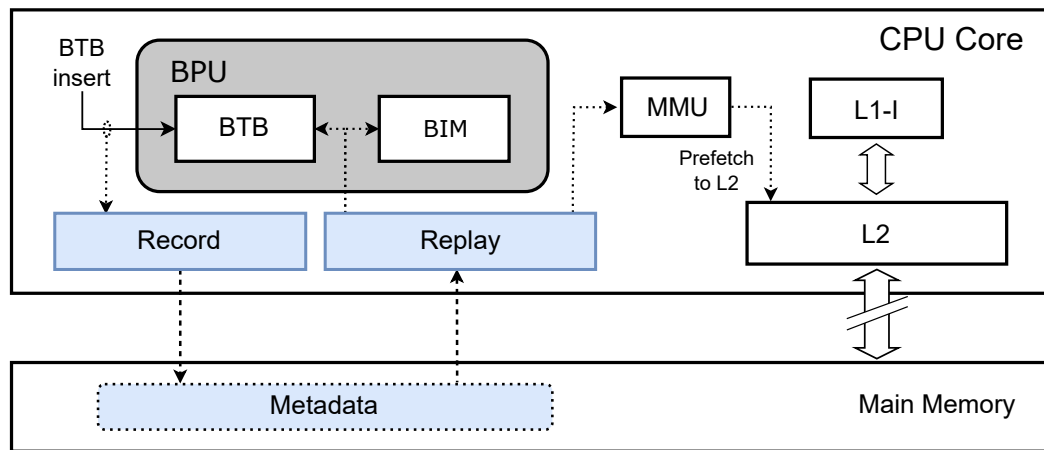 CPU Core
BTB
insert
BPU
BTB
BIM
MMU
L1-I
Prefetch
to L2
Record
Replay
L2
Metadata
Main Memory